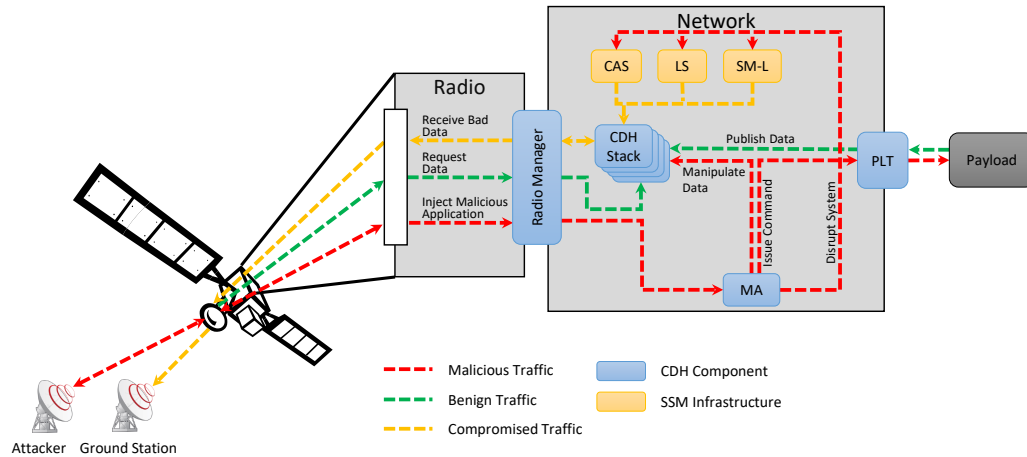 Network
Radio
CAS
LS
SM-L
Receive Bad
Data
Request
Data
Inject Malicious
Application
Radio Manager
CDH
Stack
Publish Data
Manipulate
Data
Issue Command
Disrupt System
PLT
Payload
MA
Malicious Traffic
Benign Traffic
Compromised Traffic
CDH Component
SSM Infrastructure
Attacker
Ground Station